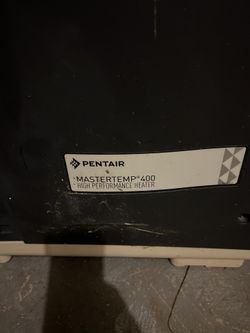 PENTAIR
MASTERTEMP® 400
HIGH PERFORMANCE HEATER